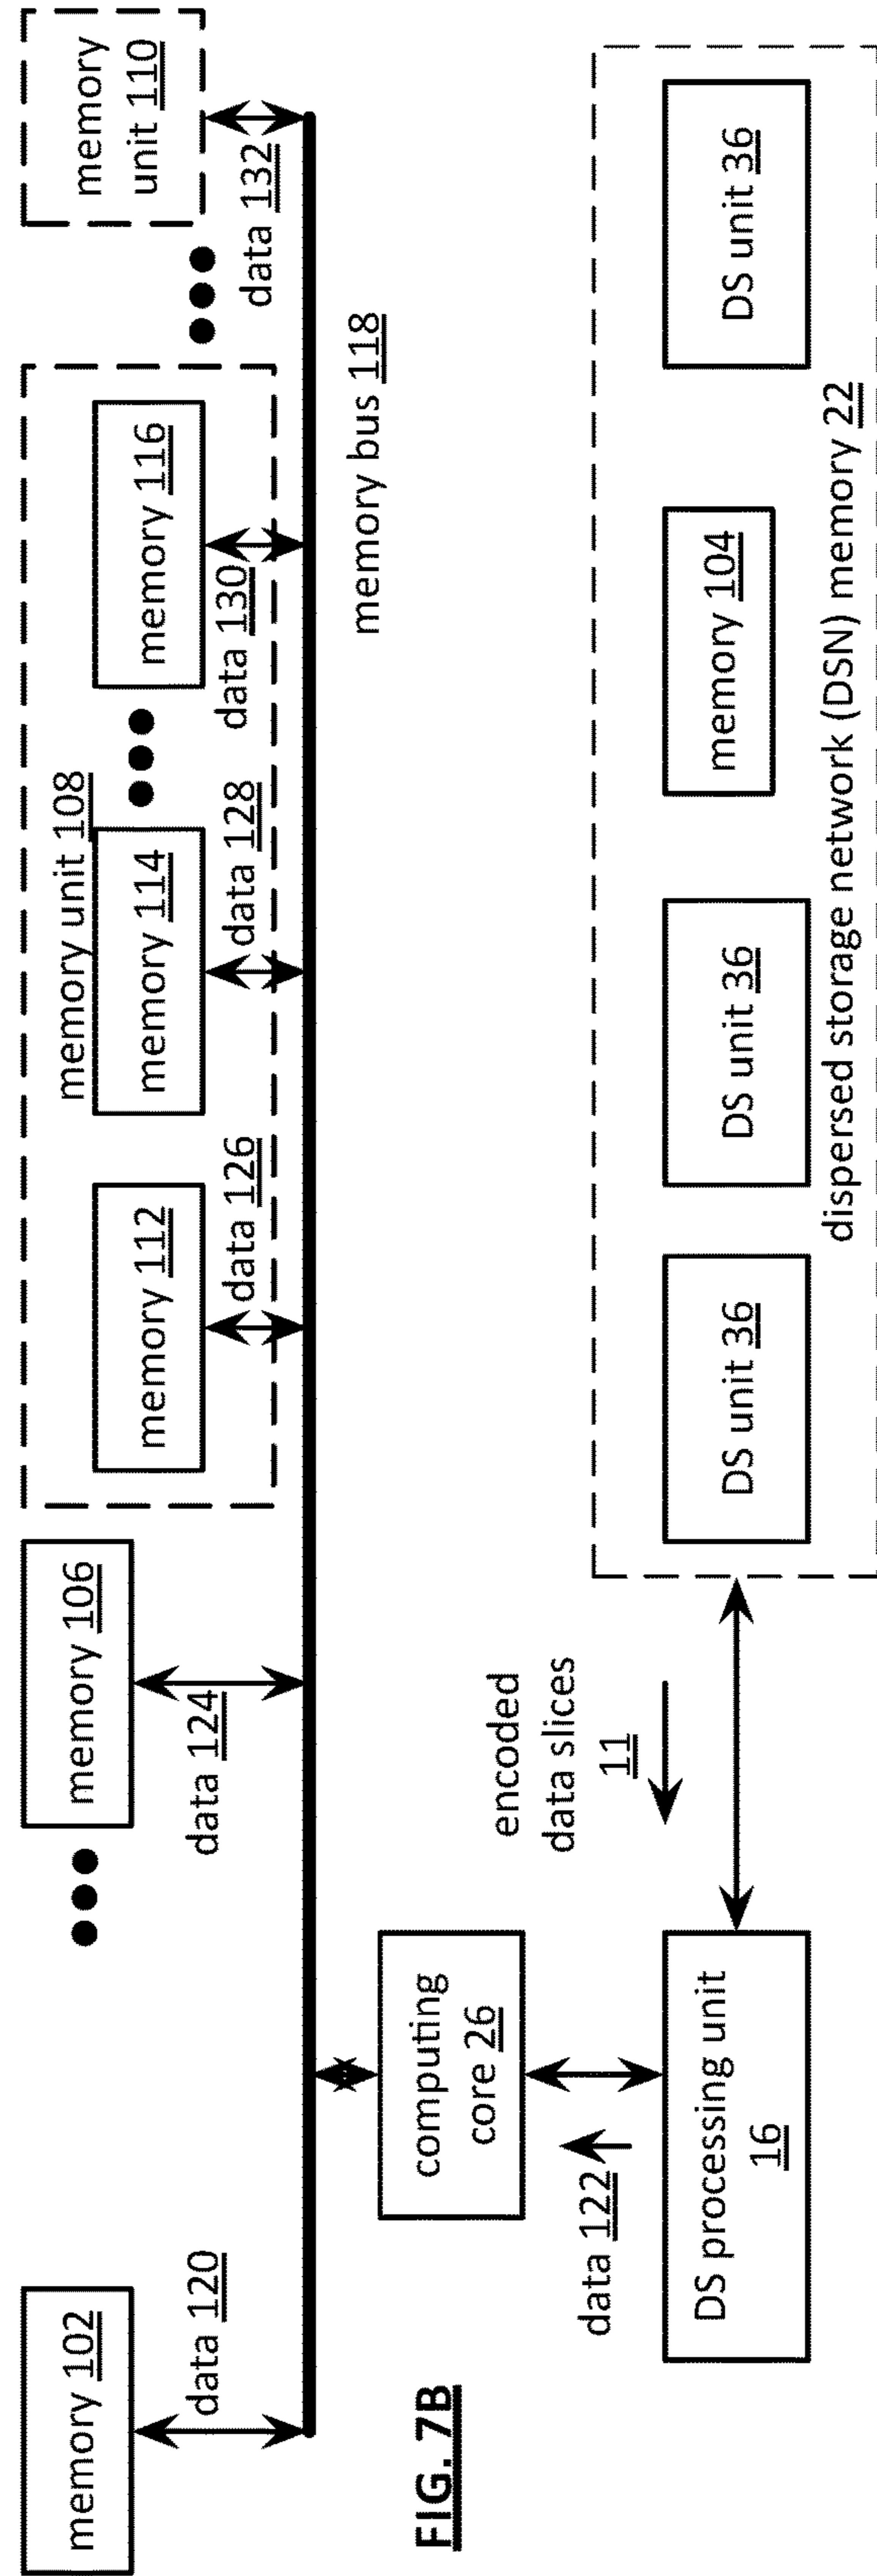 memory 102
memory 106
memory unit 108
memory 112
memory 114
memory 116
memory
unit 110
data 120
data 124
data 126
data 128
data 130
data 132
memory bus 118
computing
core 26
data 122
encoded
data slices
11
DS processing unit
16
DS unit 36
DS unit 36
memory 104
DS unit 36
dispersed storage network (DSN) memory 22
FIG. 7B